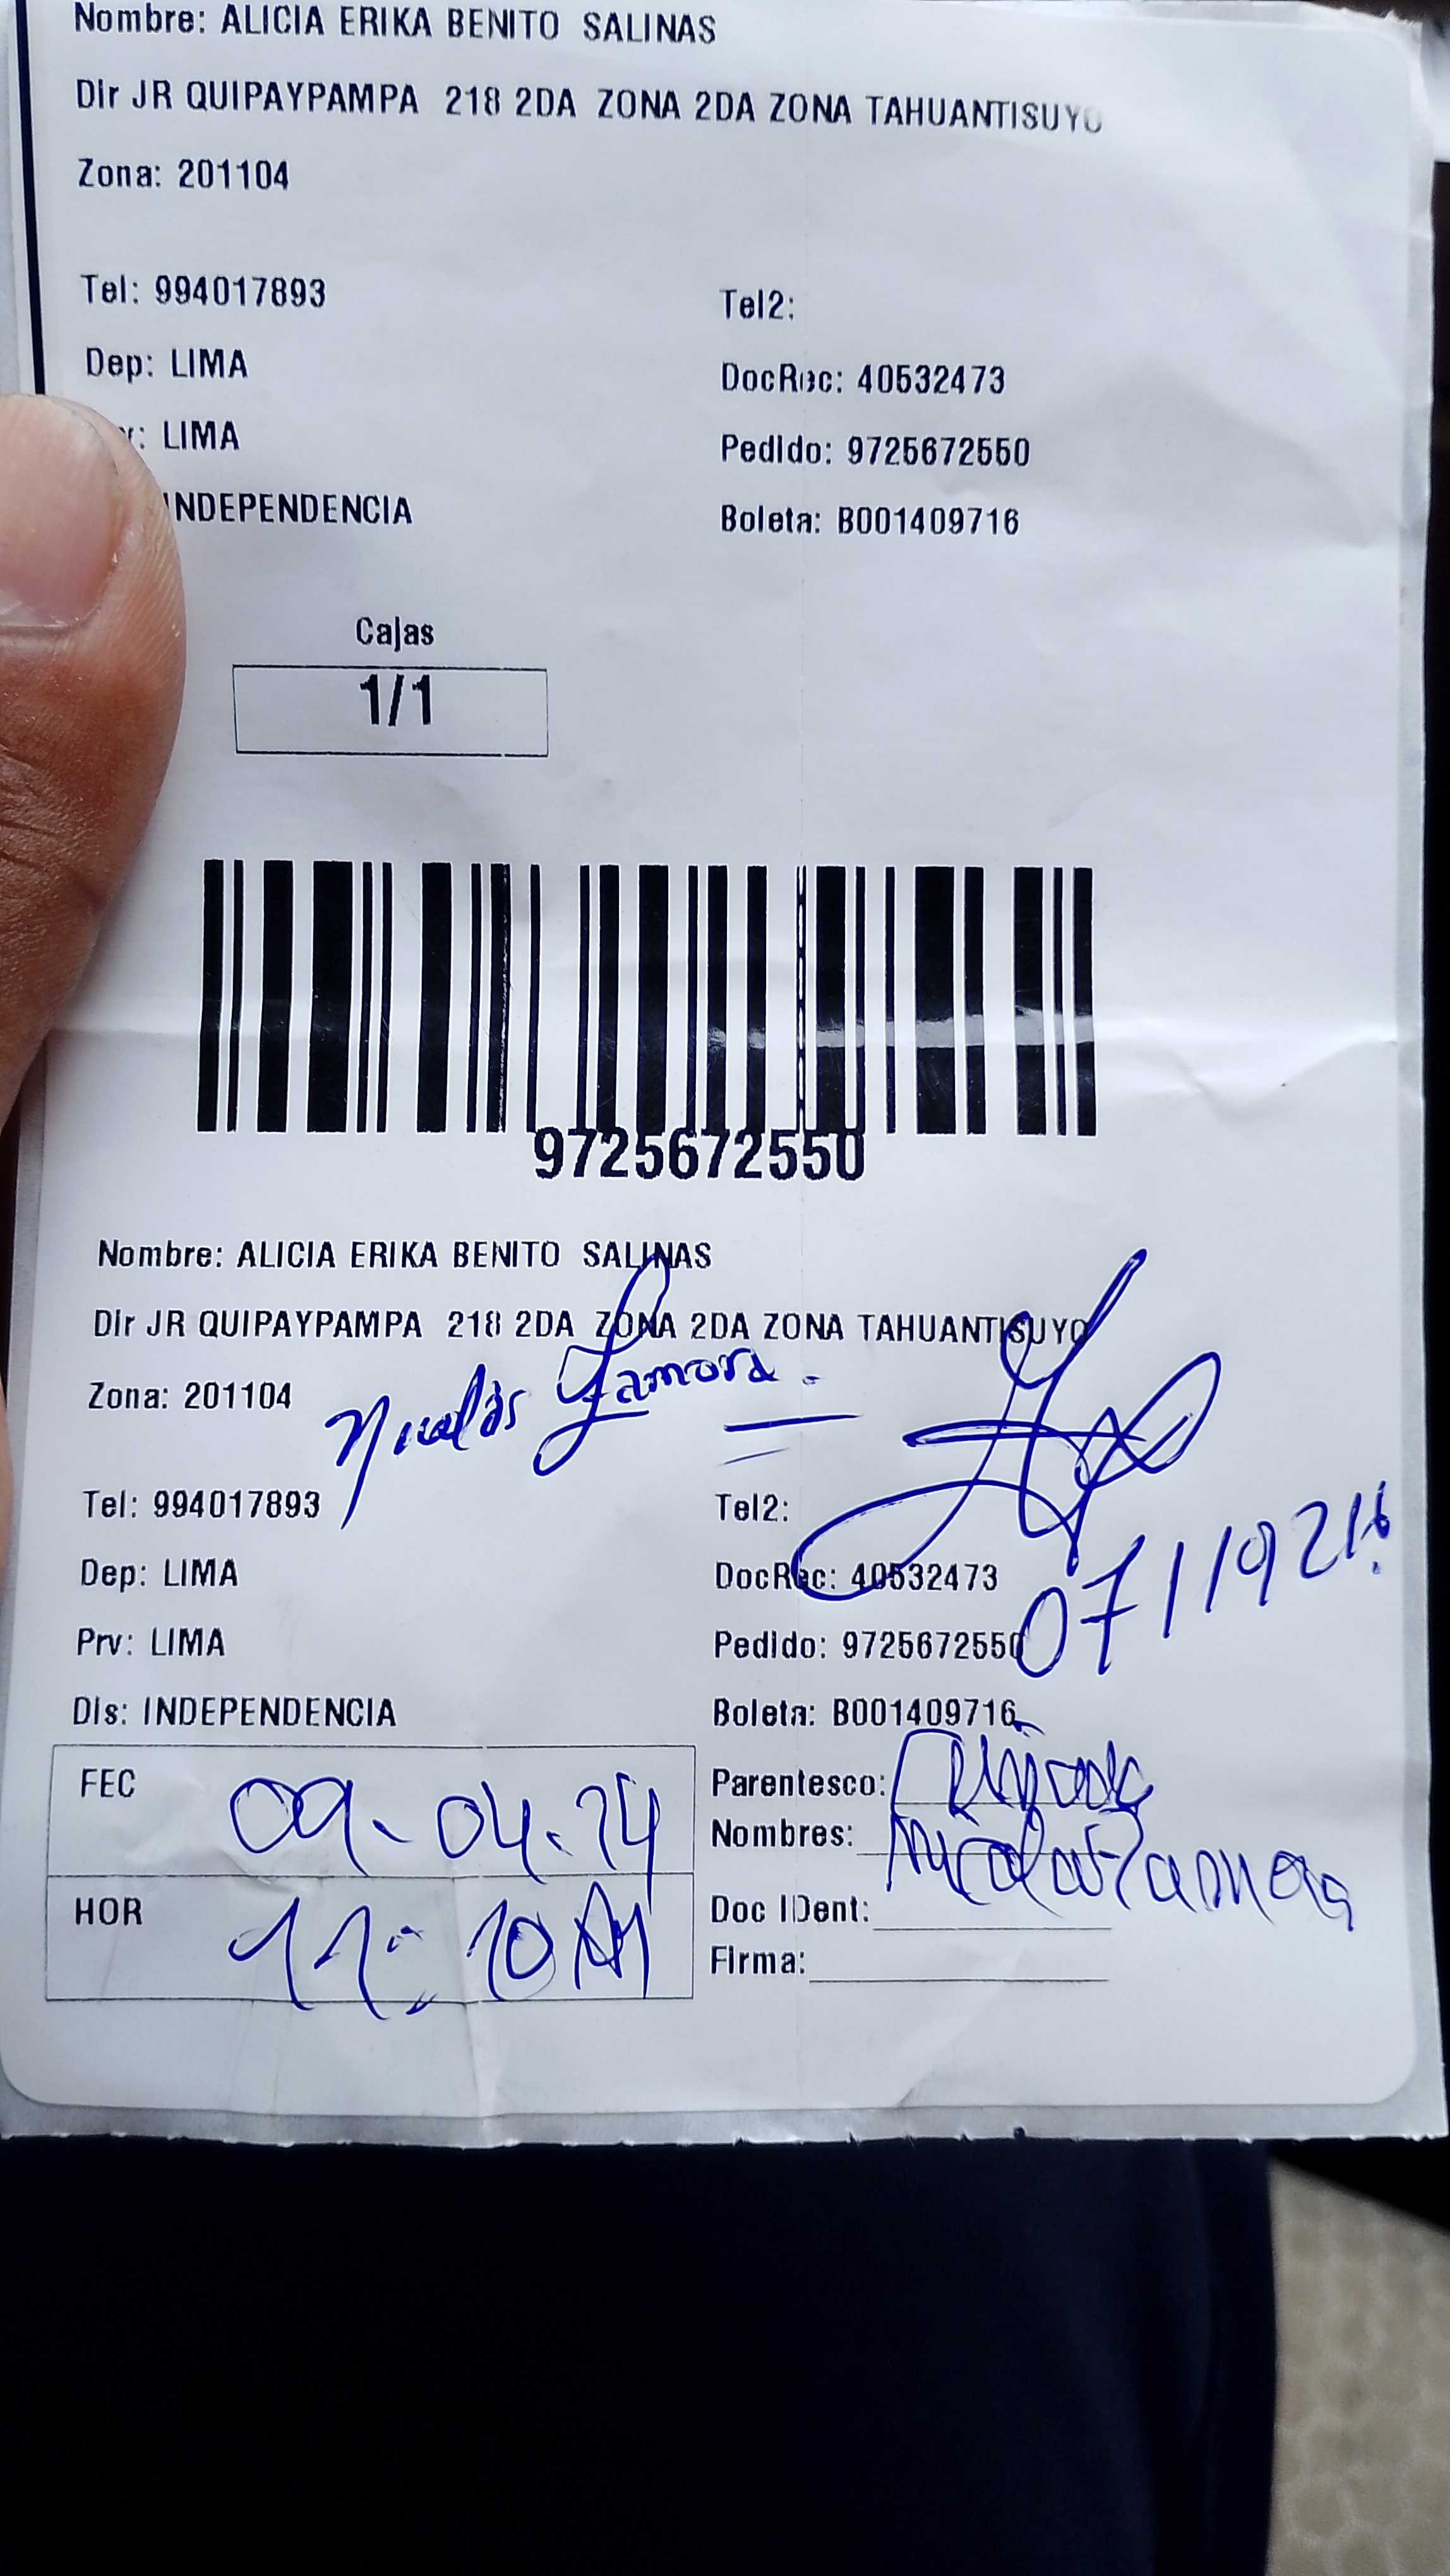 Nombre: ALICIA ERIKA BENITO SALINAS
Dir JR QUIPAYPAMPA 218 2DA ZONA 2DA ZONA TAHUANTISUYO
Zona: 201104
Tel: 994017893
Tel2:
Dep: LIMA
DocRec: 40532473
: LIMA
Pedido: 9725672550
INDEPENDENCIA
Boleta: B001409716
Cajas
1/1
9725672550
Nombre: ALICIA ERIKA BENITO SALINAS
Dir JR QUIPAYPAMPA 218 2DA ZONA 2DA ZONA TAHUANTISUYO
Zona: 201104
Nicolás Zamora.
Tel: 994017893
Tel2:
Dep: LIMA
DocRec: 40532473
Prv: LIMA
Pedido: 9725672550
Dis: INDEPENDENCIA
Boleta: B001409716
FEC 09.04.24
Parentesco:
Nombres: Nicolas Zamora
HOR 11:10 AM
Doc IDent:
Firma: